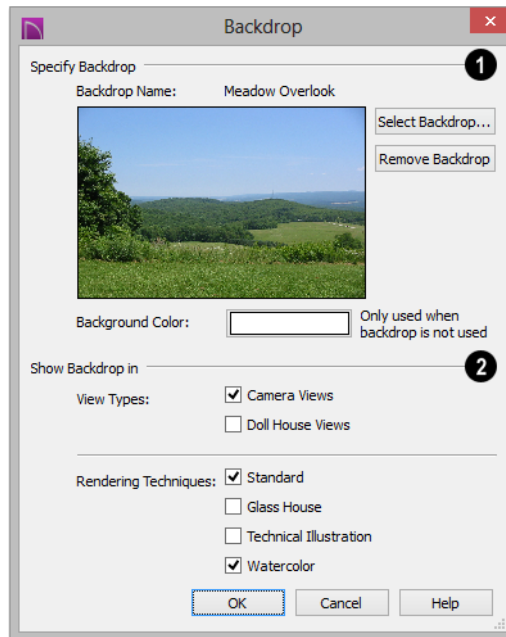 Backdrop
Specify Backdrop 1
Backdrop Name: Meadow Overlook
Select Backdrop...
Remove Backdrop
Background Color: Only used when
backdrop is not used
Show Backdrop in 2
View Types: Camera Views
Doll House Views
Rendering Techniques: Standard
Glass House
Technical Illustration
Watercolor
OK Cancel Help